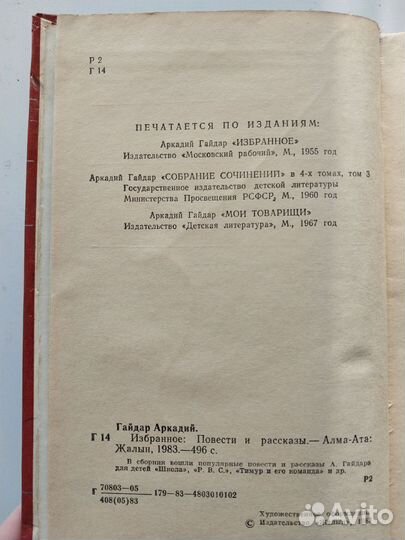 Р 2
Г 14
ПЕЧАТАЕТСЯ ПО ИЗДАНИЯМ:
Аркадий Гайдар «ИЗБРАННОЕ»
Издательство «Московский рабочий», М., 1955 год
Аркадий Гайдар «СОБРАНИЕ СОЧИНЕНИЙ» в 4-х томах, том 3
Государственное издательство детской литературы
Министерства Просвещения РСФСР, М., 1960 год
Аркадий Гайдар «МОИ ТОВАРИЩИ»
Издательство «Детская литература», М., 1967 год
Гайдар Аркадий.
Г 14 Избранное: Повести и рассказы.— Алма-Ата:
Жалын, 1983.—496 с.
В сборник вошли популярные повести и рассказы А. Гайдара
для детей «Школа», «Р. В. С.», «Тимур и его команда» и др.
Р2
70803—05
Г —179—83—4803010102
408(05)83
Художественное
© Издательство
Avito